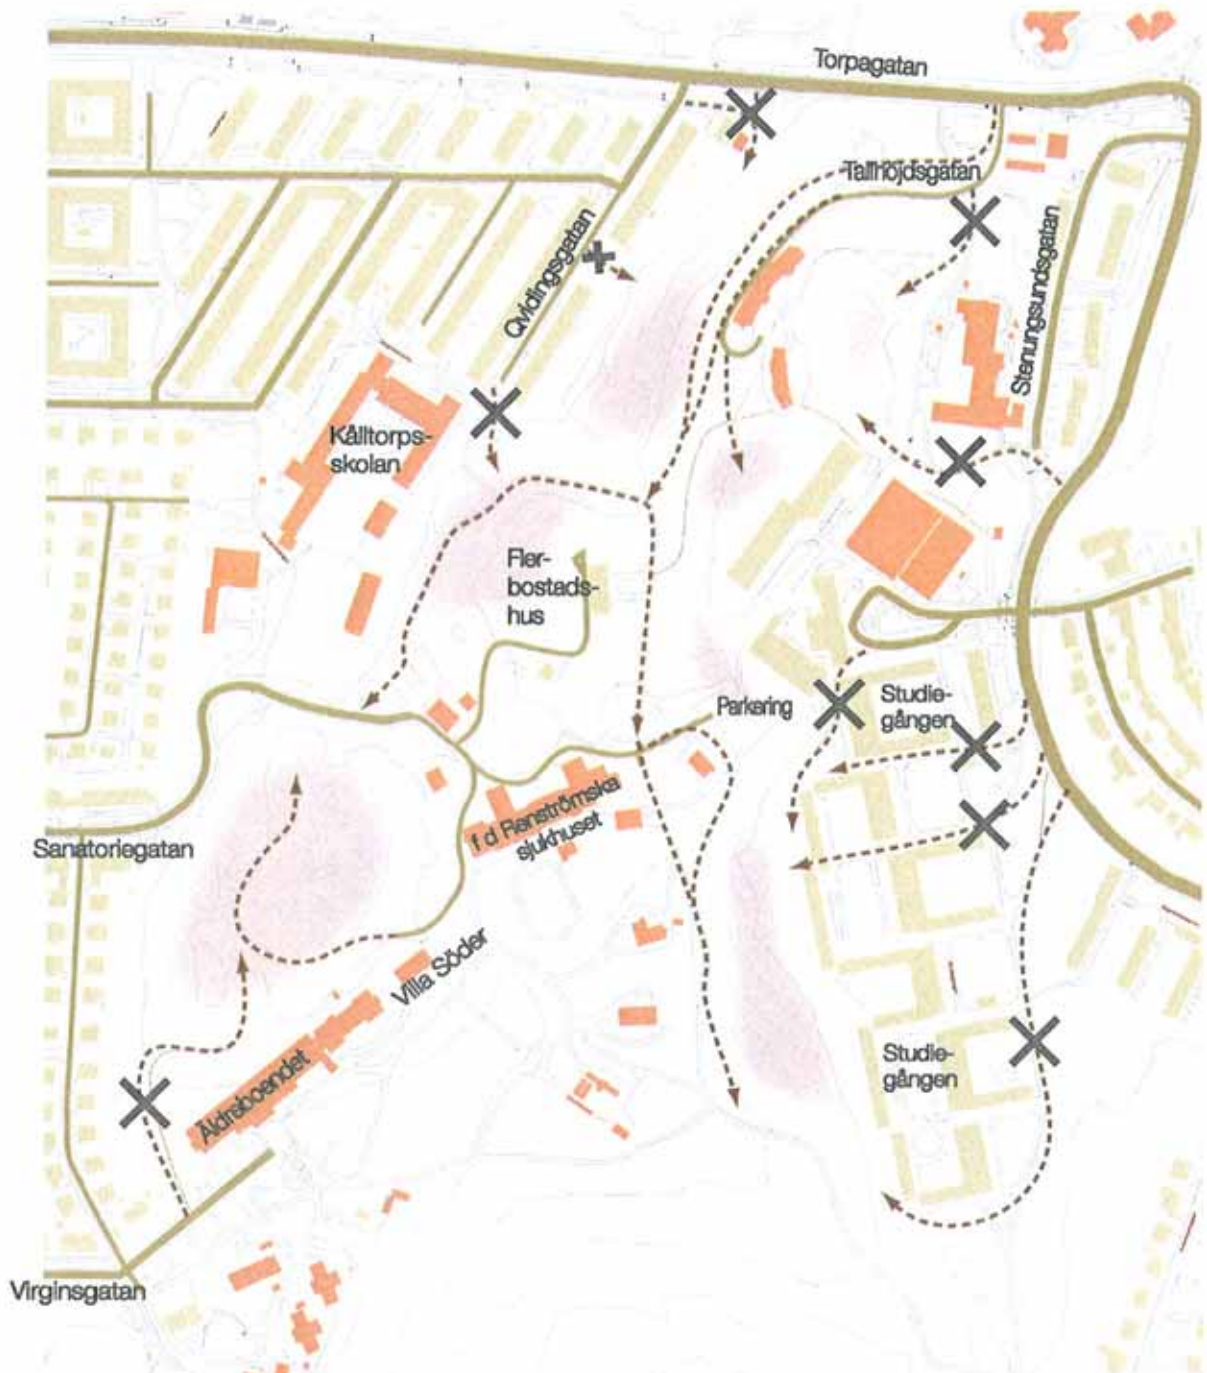 Torpagatan
Tallhöjdsgatan
Qvidingsgatan
Stenungsundsgatan
Kålltorps-
skolan
Fler-
bostads-
hus
Parkering
Studie-
gången
f d Renströmska
sjukhuset
Sanatoriegatan
Villa Söder
Äldreboendet
Studie-
gången
Virginsgatan